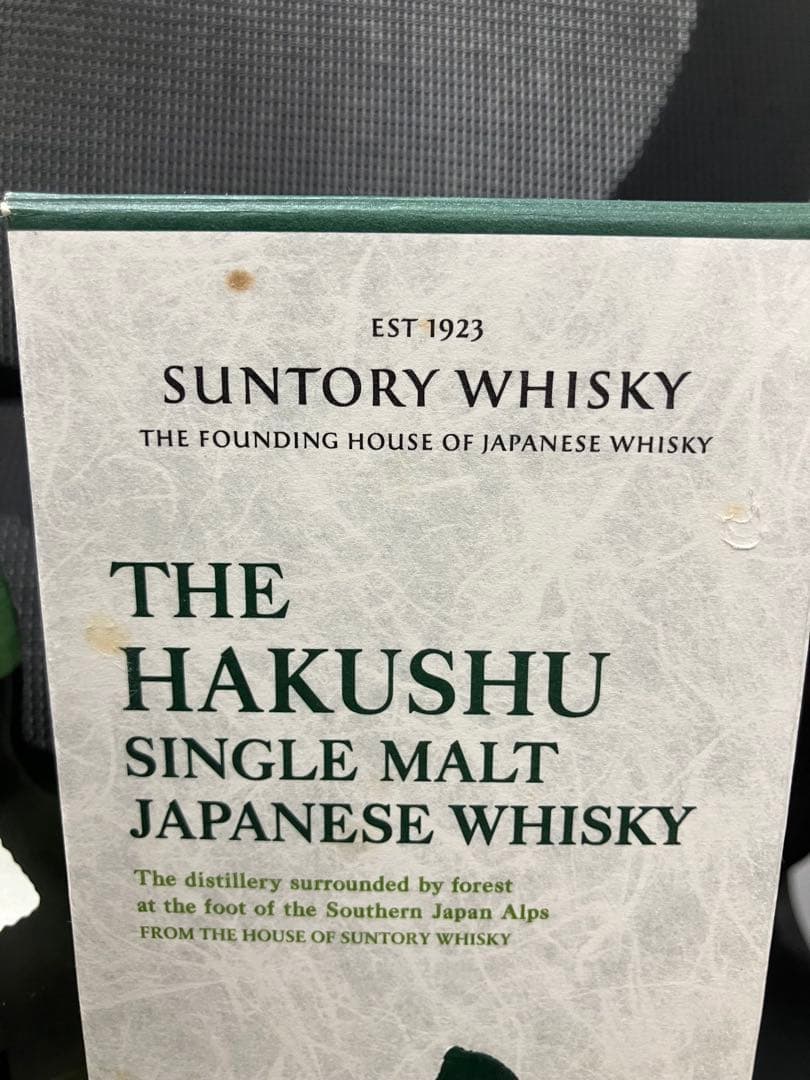 EST 1923
SUNTORY WHISKY
THE FOUNDING HOUSE OF JAPANESE WHISKY
THE
HAKUSHU
SINGLE MALT
JAPANESE WHISKY
The distillery surrounded by forest
at the foot of the Southern Japan Alps
FROM THE HOUSE OF SUNTORY WHISKY